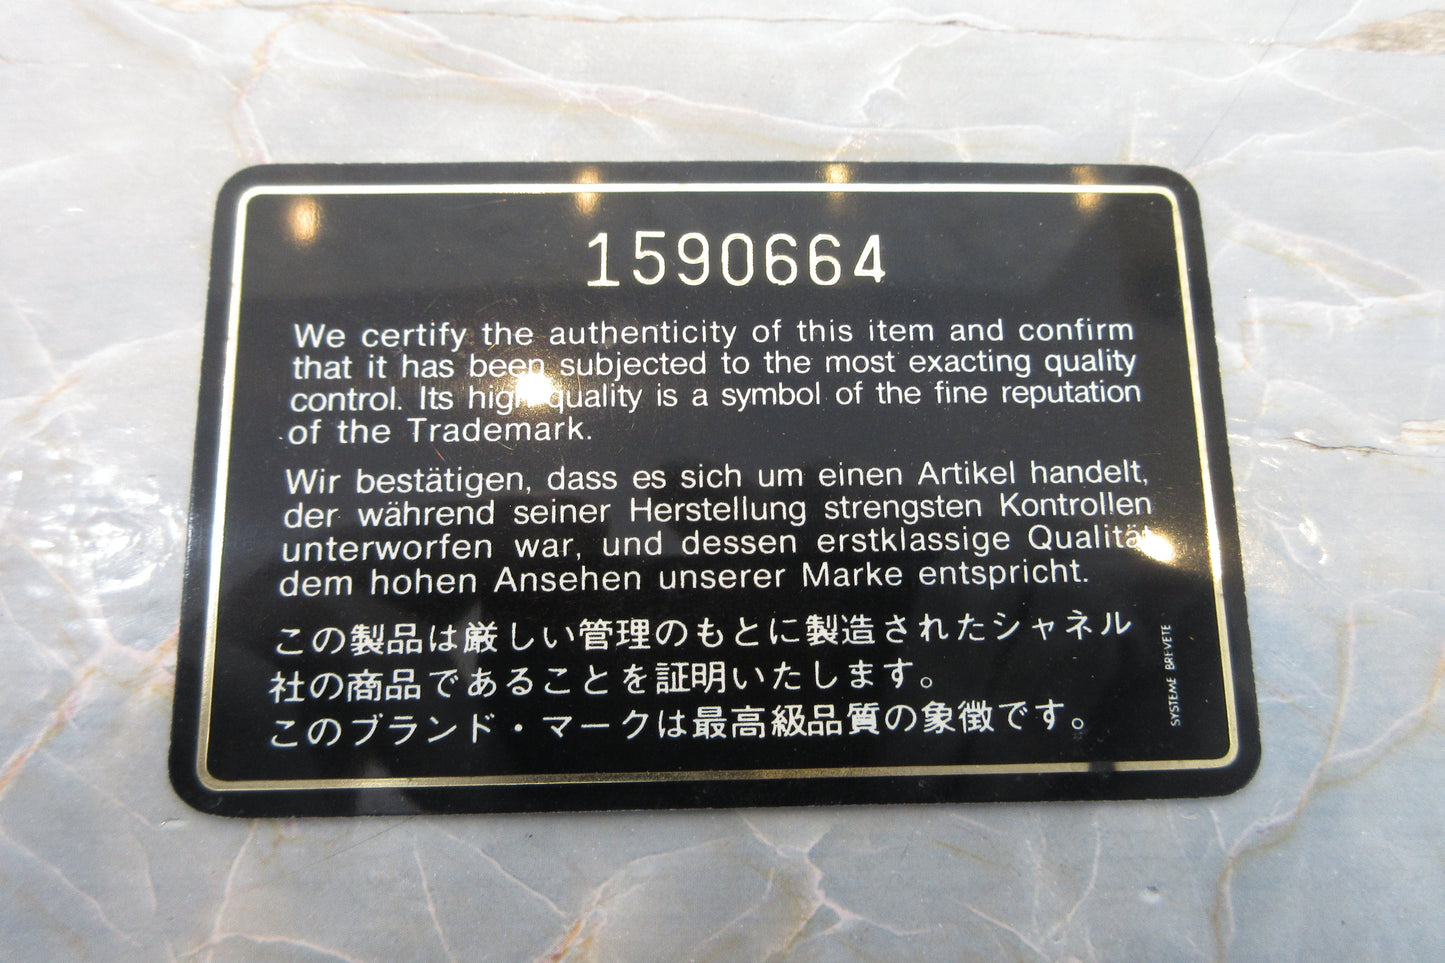 1590664
We certify the authenticity of this item and confirm
that it has been subjected to the most exacting quality
control. Its high quality is a symbol of the fine reputation
of the Trademark.
Wir bestätigen, dass es sich um einen Artikel handelt,
der während seiner Herstellung strengsten Kontrollen
unterworfen war, und dessen erstklassige Qualität
dem hohen Ansehen unserer Marke entspricht.
この製品は厳しい管理のもとに製造されたシャネル
社の商品であることを証明いたします。
このブランド・マークは最高級品質の象徴です。
SYSTEME BREVETE